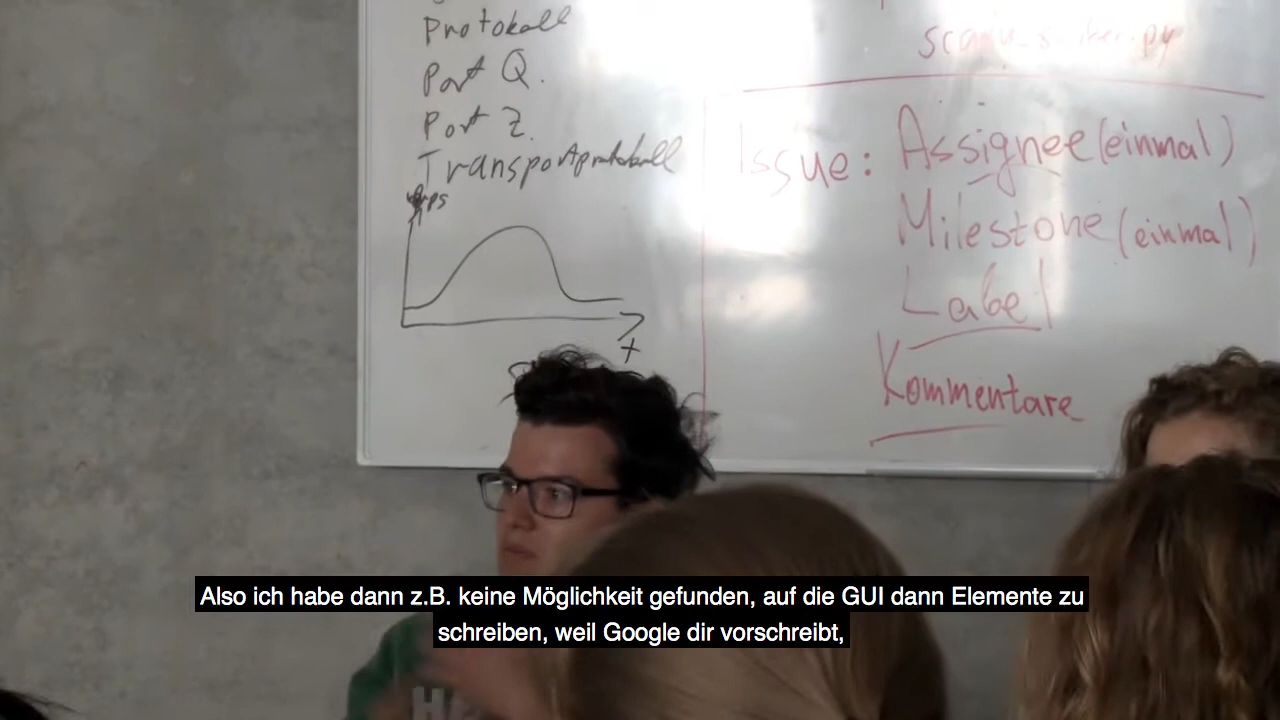 Protokoll
Port Q.
Port Z.
Transportprotokoll
t
Issue: Assignee (einmal)
Milestone (einmal)
Label
Kommentare
Also ich habe dann z.B. keine Möglichkeit gefunden, auf die GUI dann Elemente zu
schreiben, weil Google dir vorschreibt,